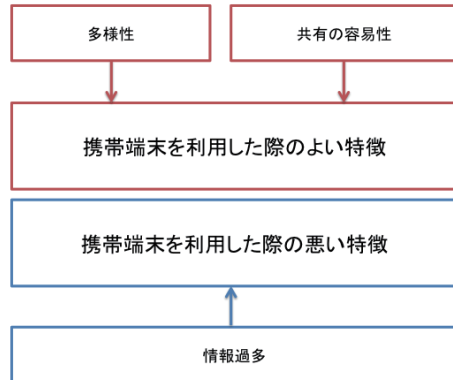 多様性
共有の容易性
携帯端末を利用した際のよい特徴
携帯端末を利用した際の悪い特徴
情報過多